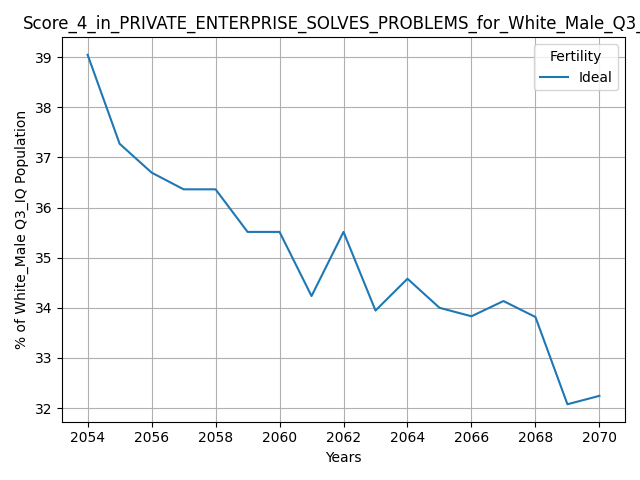 Score_4_in_PRIVATE_ENTERPRISE_SOLVES_PROBLEMS_for_White_Male_Q3_
Fertility
Ideal
% of White_Male Q3_IQ Population
39
38
37
36
35
34
33
32
2054 2056 2058 2060 2062 2064 2066 2068 2070
Years